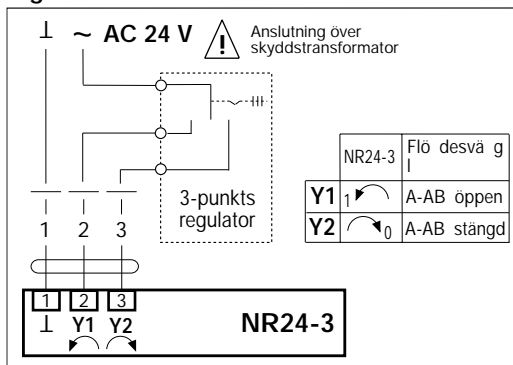 ⊥ ~ AC 24 V
Anslutning över
skyddstransformator
3-punkts
regulator
1 2 3
1 2 3
⊥ Y1 Y2
NR24-3
NR24-3 Flö desvä g
l
Y1 1 A-AB öppen
Y2 0 A-AB stängd